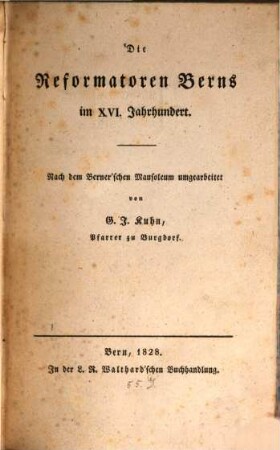 Die
Reformatoren Berns
im XVI. Jahrhundert.
Nach dem Berner'schen Mausoleum umgearbeitet
von
G. J. Kuhn,
Pfarrer zu Burgdorf.
Bern, 1828.
In der L. R. Walthard'schen Buchhandlung.